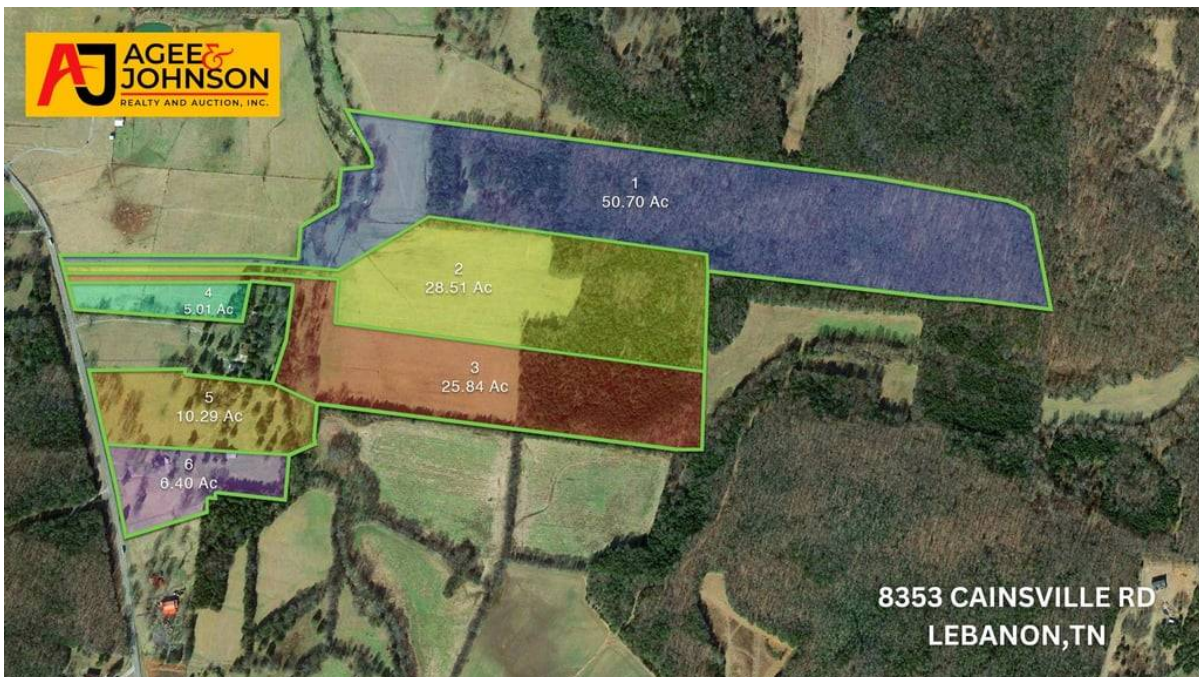 AJ
AGEE &
JOHNSON
REALTY AND AUCTION, INC.
1
50.70 Ac
2
28.51 Ac
4
5.01 Ac
3
25.84 Ac
5
10.29 Ac
6
6.40 Ac
8353 CAINSVILLE RD
LEBANON,TN